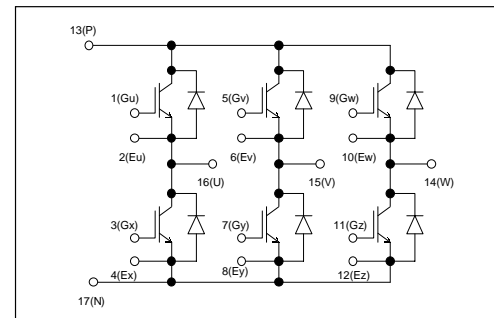 13(P)
1(Gu)
5(Gv)
9(Gw)
2(Eu)
6(Ev)
10(Ew)
16(U)
15(V)
14(W)
3(Gx)
7(Gy)
11(Gz)
4(Ex)
8(Ey)
12(Ez)
17(N)